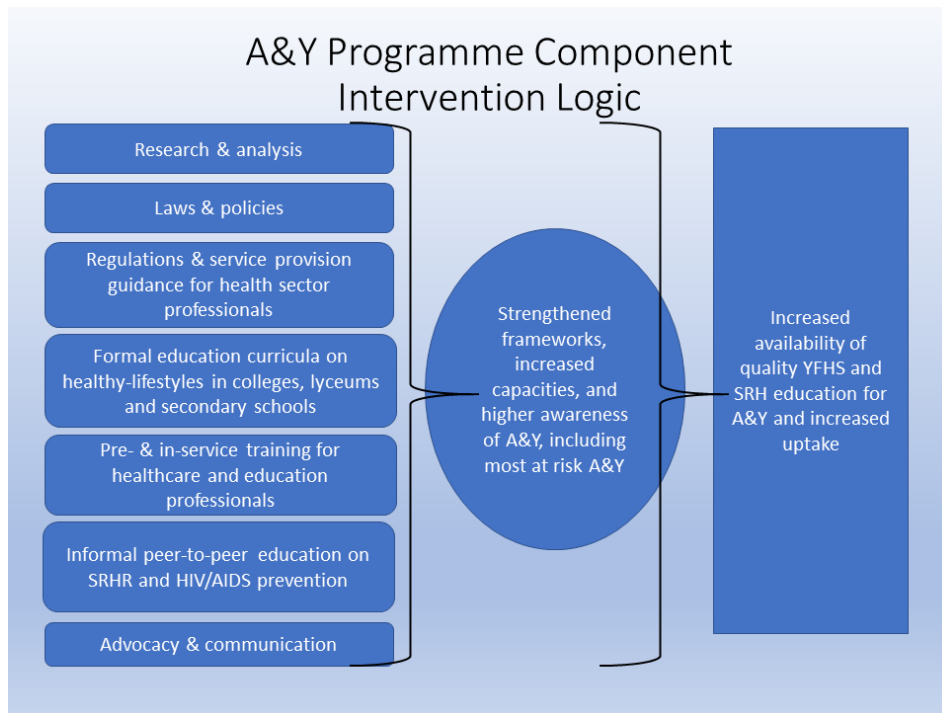 A&Y Programme Component
Intervention Logic
Research & analysis
Laws & policies
Regulations & service provision
guidance for health sector
professionals
Formal education curricula on
healthy-lifestyles in colleges, lyceums
and secondary schools
Pre- & in-service training for
healthcare and education
professionals
Informal peer-to-peer education on
SRHR and HIV/AIDS prevention
Advocacy & communication
Strengthened
frameworks,
increased
capacities, and
higher awareness
of A&Y, including
most at risk A&Y
Increased
availability of
quality YFHS and
SRH education for
A&Y and increased
uptake